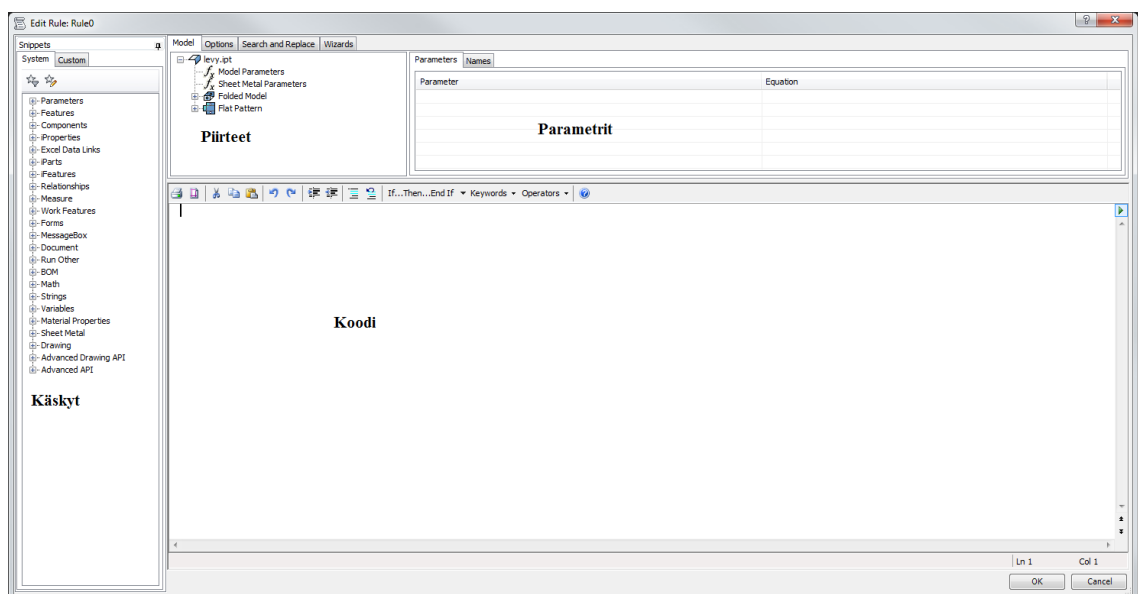 Edit Rule: Rule0
Snippets
System Custom
Parameters
Features
Components
iProperties
Excel Data Links
iParts
iFeatures
Relationships
Measure
Work Features
Forms
MessageBox
Document
Run Other
BOM
Math
Strings
Variables
Material Properties
Sheet Metal
Drawing
Advanced Drawing API
Advanced API
Käskyt
Model Options Search and Replace Wizards
levy.ipt
fx Model Parameters
fx Sheet Metal Parameters
Folded Model
Flat Pattern
Piirteet
Parameters Names
Parameter Equation
Parametrit
If...Then...End If Keywords Operators
Koodi
Ln 1 Col 1
OK Cancel